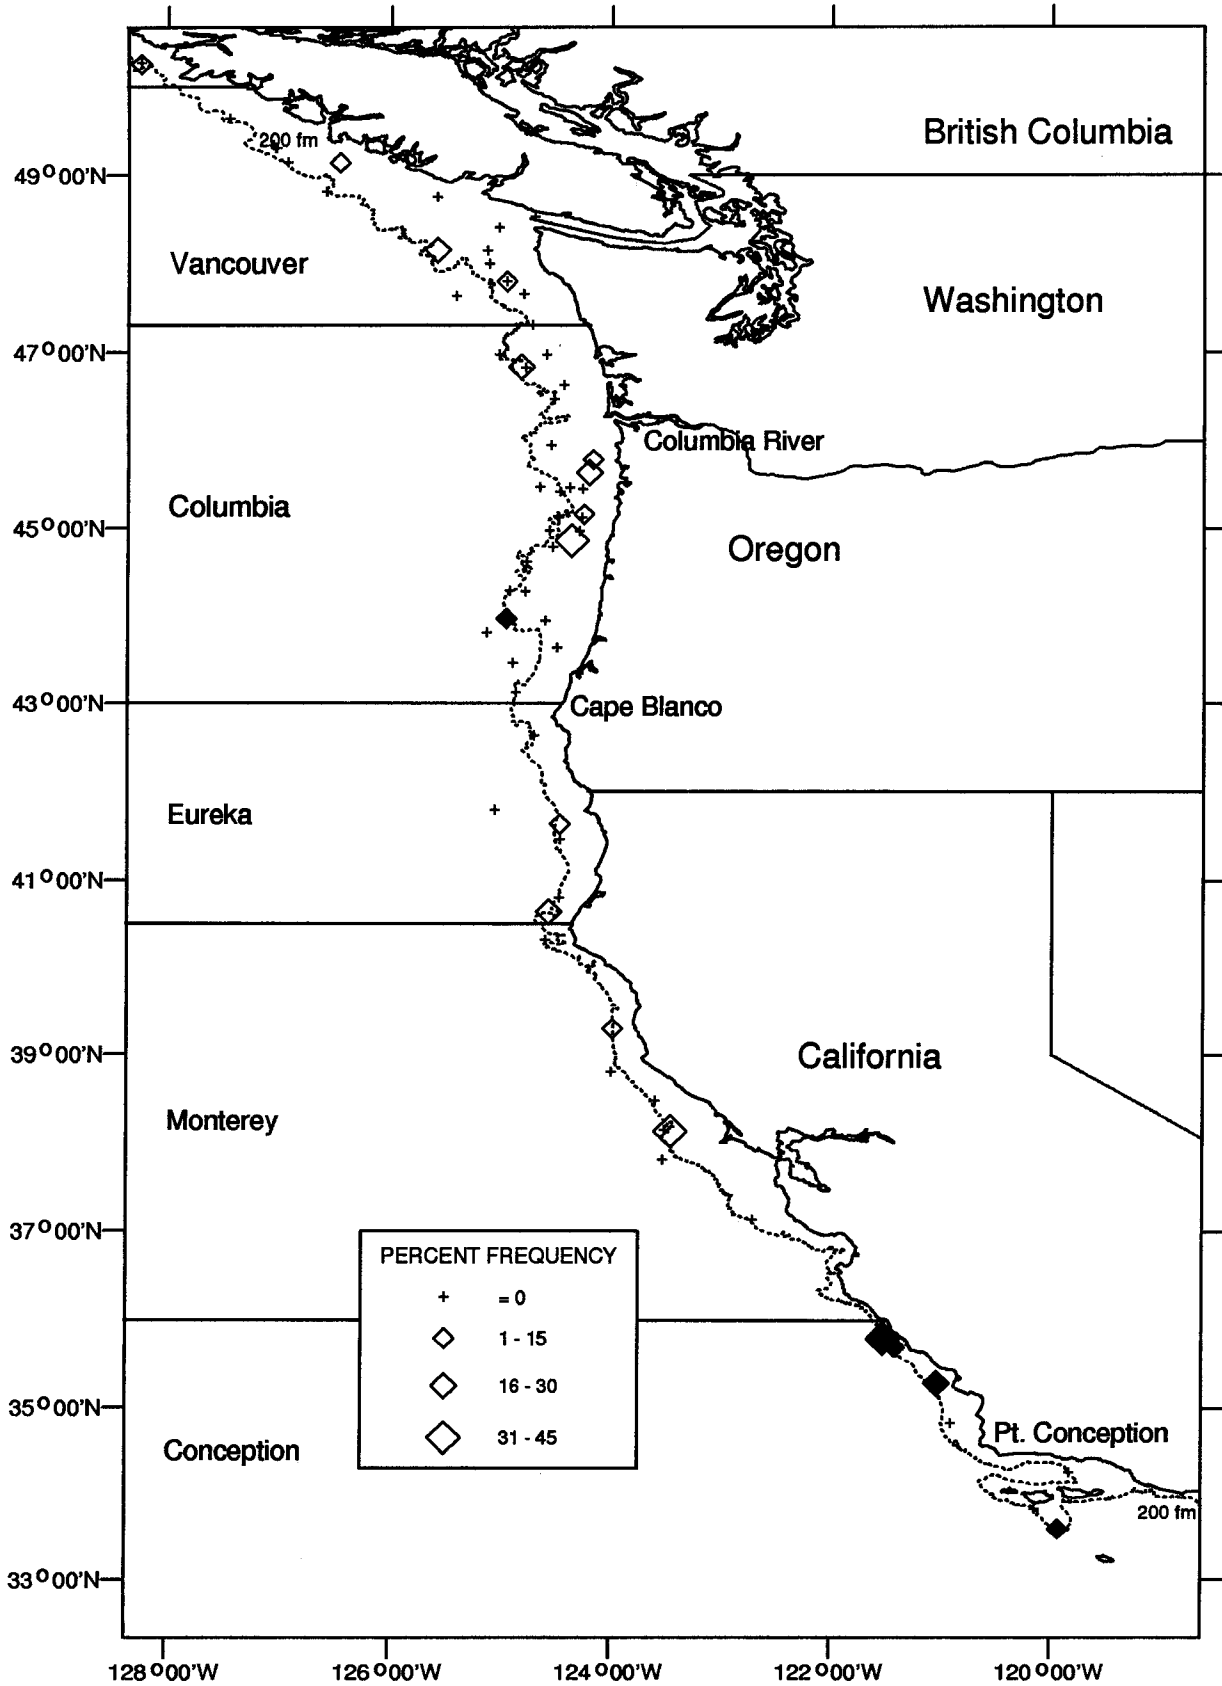 British Columbia
200 fm
49°00'N
Vancouver
Washington
47°00'N
Columbia River
Columbia
45°00'N
Oregon
43°00'N
Cape Blanco
Eureka
41°00'N
39°00'N
California
Monterey
37°00'N
PERCENT FREQUENCY
+ = 0
1 - 15
16 - 30
31 - 45
35°00'N
Pt. Conception
Conception
200 fm
33°00'N
128°00'W 126°00'W 124°00'W 122°00'W 120°00'W